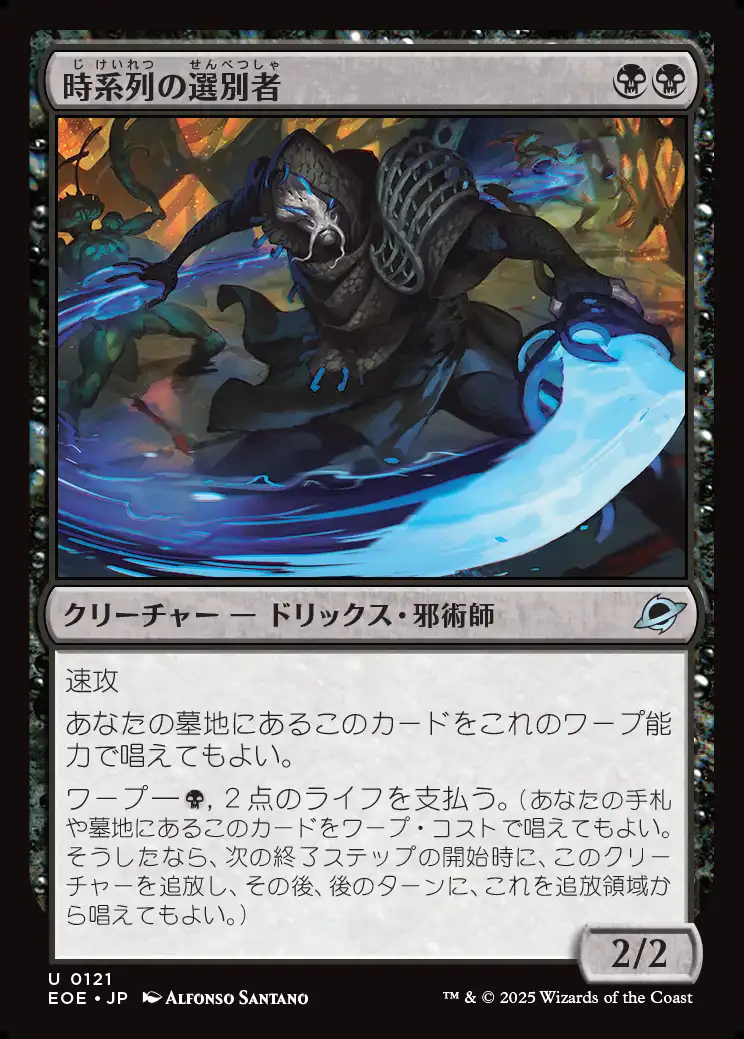 じけいれつ せんべつしゃ
時系列の選別者
クリーチャー — ドリックス・邪術師
速攻
あなたの墓地にあるこのカードをこれのワープ能
力で唱えてもよい。
ワープ—, 2点のライフを支払う。(あなたの手札
や墓地にあるこのカードをワープ・コストで唱えてもよい。
そうしたなら、次の終了ステップの開始時に、このクリー
チャーを追放し、その後、後のターンに、これを追放領域か
ら唱えてもよい。)
2/2
U 0121
EOE • JP Alfonso Santano
™ & © 2025 Wizards of the Coast